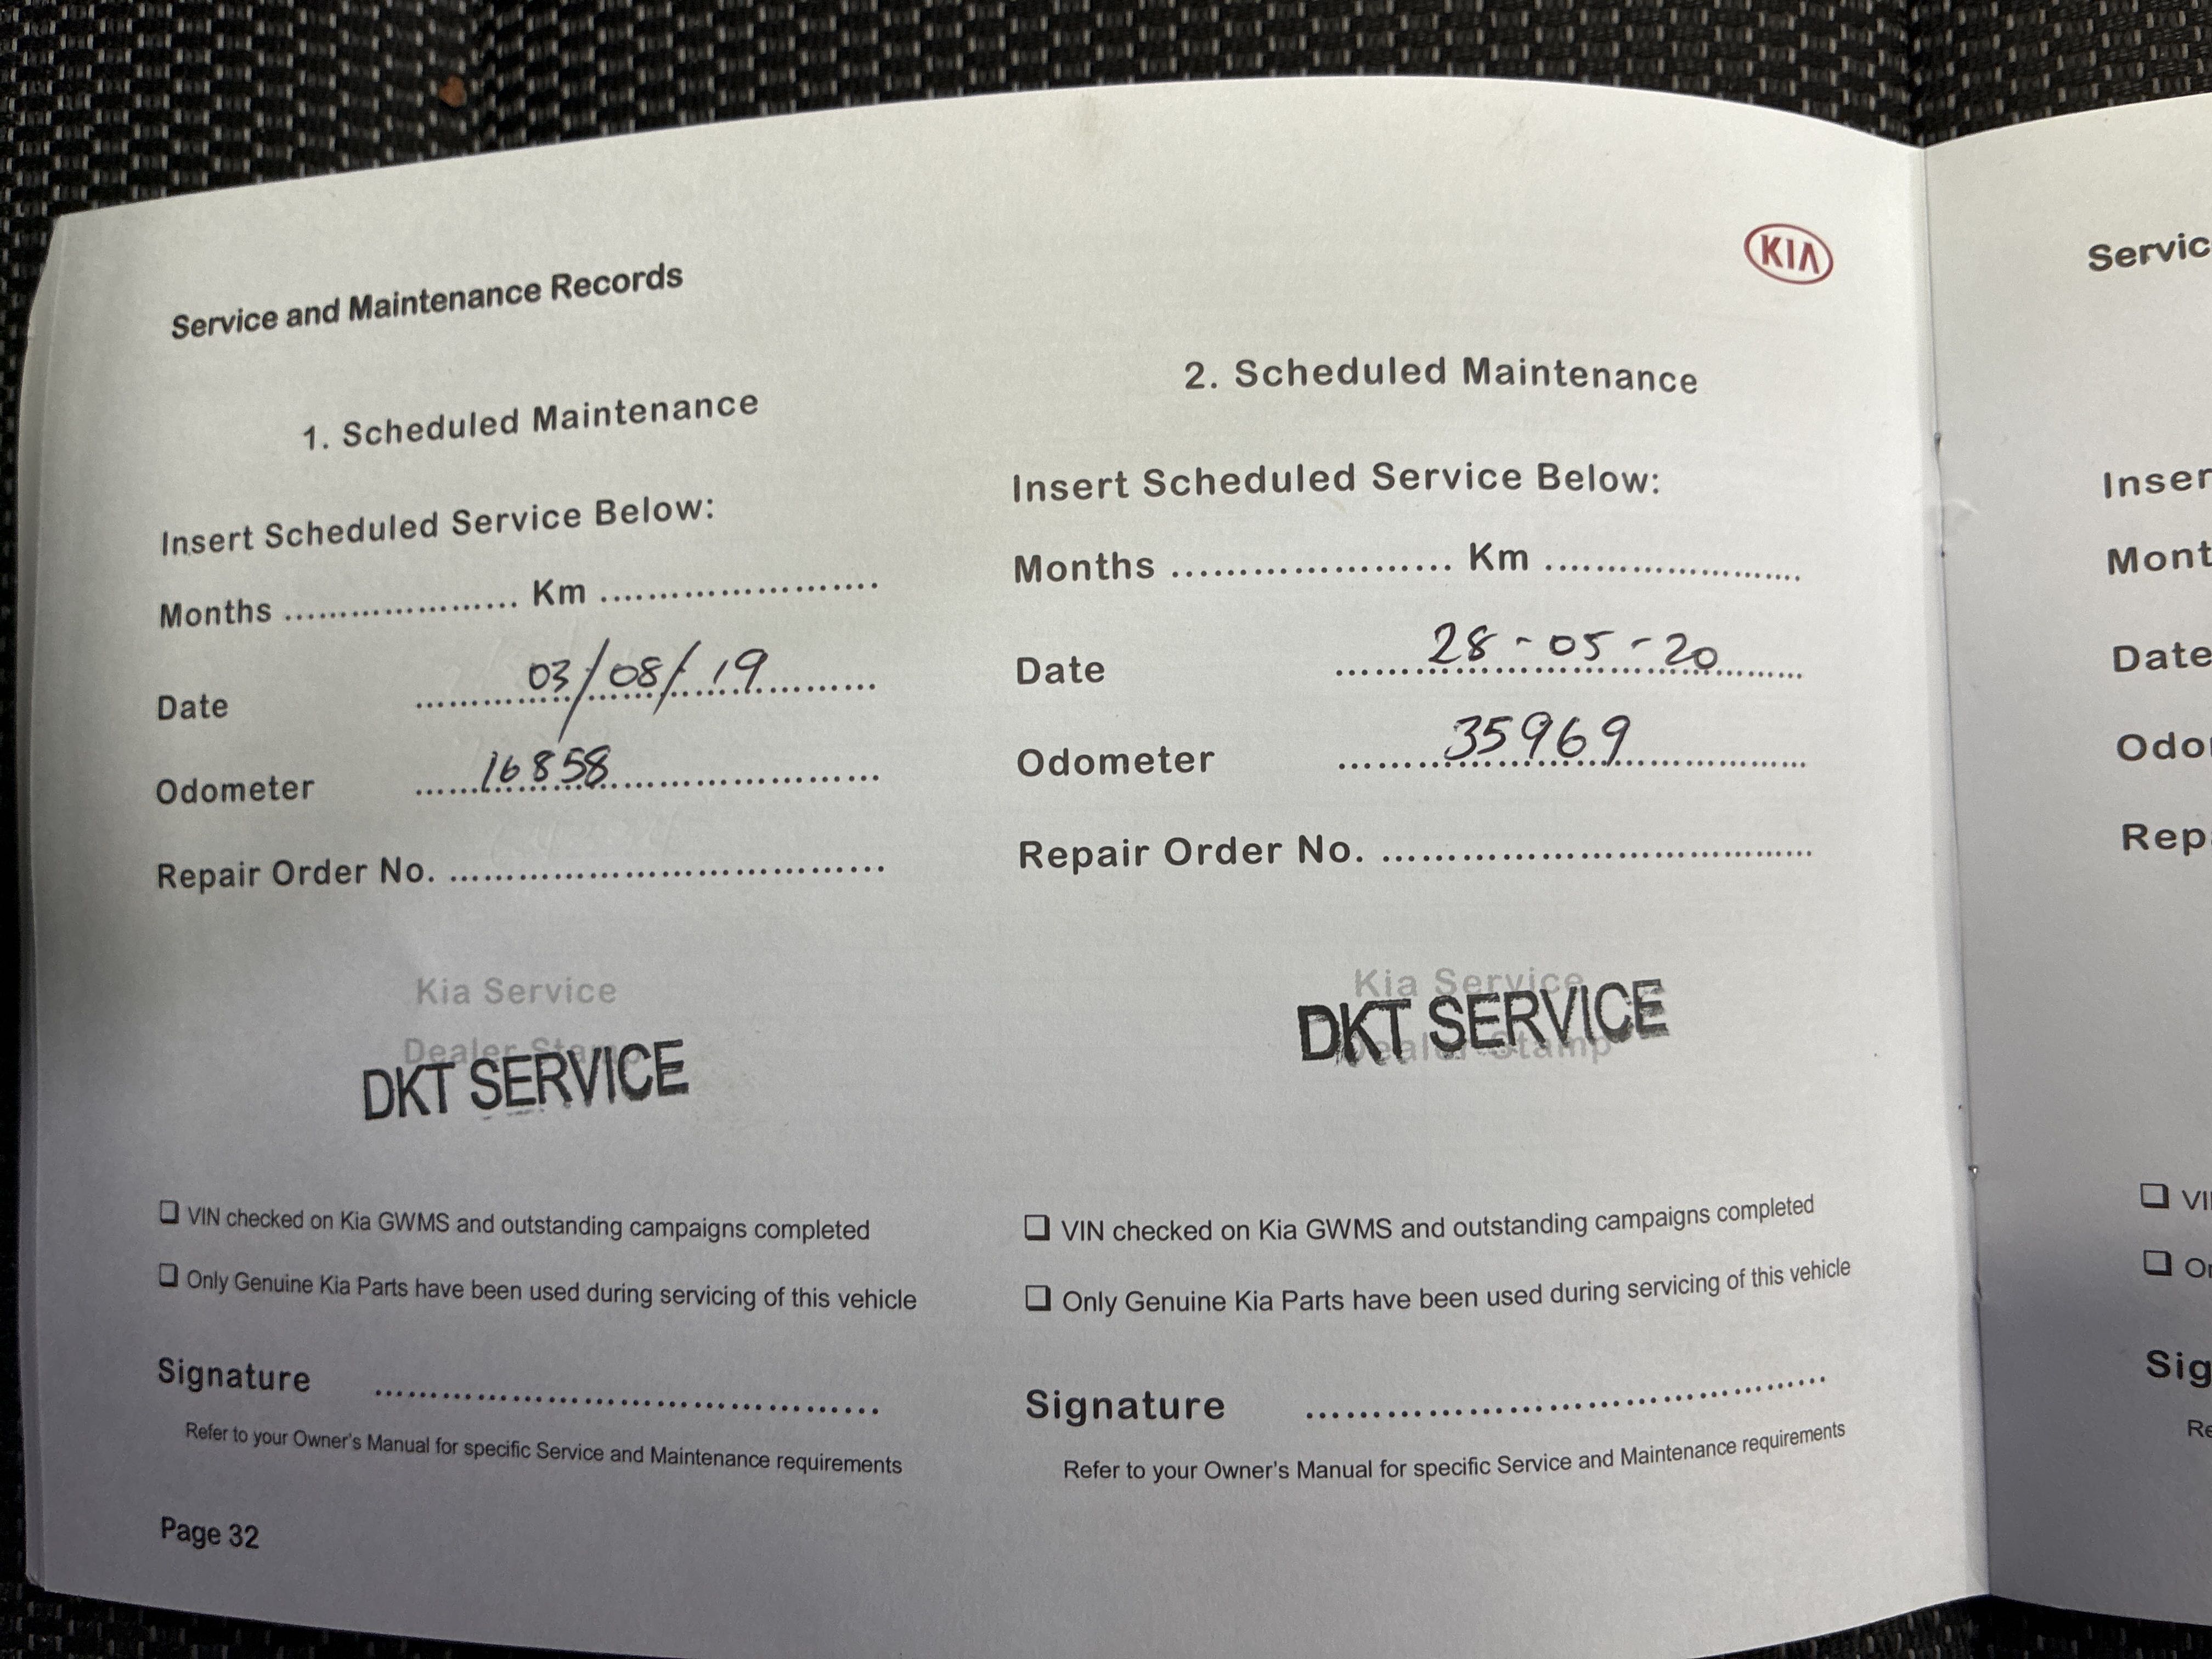 Service and Maintenance Records
1. Scheduled Maintenance
Insert Scheduled Service Below:
Months ..................... Km .........................
Date 03/08/19
Odometer 16858
Repair Order No. .......................................
Kia Service
Dealer Stamp
DKT SERVICE
❏ VIN checked on Kia GWMS and outstanding campaigns completed
❏ Only Genuine Kia Parts have been used during servicing of this vehicle
Signature .............................................
Refer to your Owner's Manual for specific Service and Maintenance requirements
Page 32
KIA
2. Scheduled Maintenance
Insert Scheduled Service Below:
Months ..................... Km .........................
Date 28-05-20
Odometer 35969
Repair Order No. .......................................
Kia Service
Dealer Stamp
DKT SERVICE
❏ VIN checked on Kia GWMS and outstanding campaigns completed
❏ Only Genuine Kia Parts have been used during servicing of this vehicle
Signature .............................................
Refer to your Owner's Manual for specific Service and Maintenance requirements